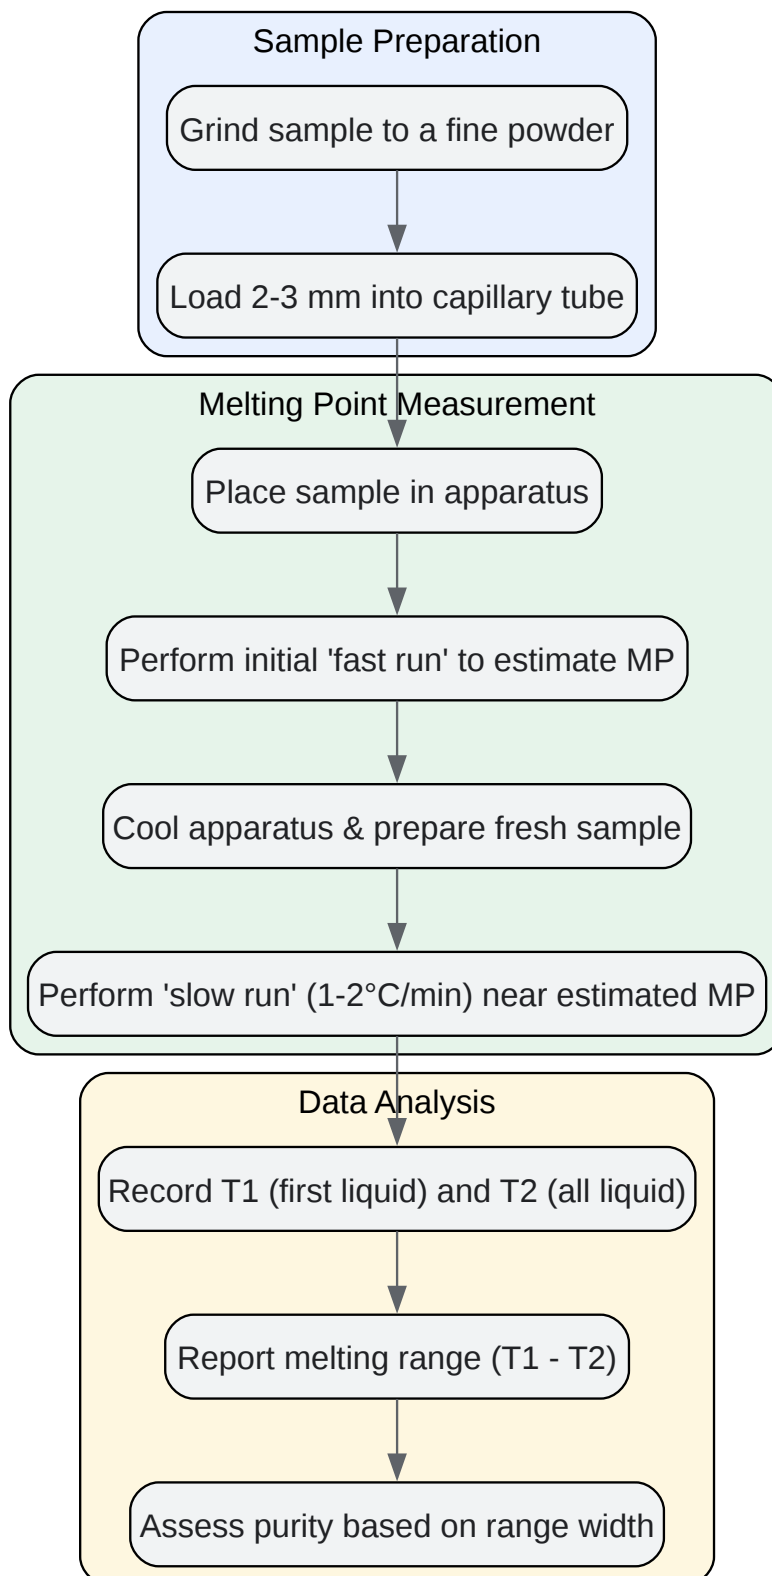 Sample Preparation
Grind sample to a fine powder
Load 2-3 mm into capillary tube
Melting Point Measurement
Place sample in apparatus
Perform initial 'fast run' to estimate MP
Cool apparatus & prepare fresh sample
Perform 'slow run' (1-2°C/min) near estimated MP
Data Analysis
Record T1 (first liquid) and T2 (all liquid)
Report melting range (T1 - T2)
Assess purity based on range width